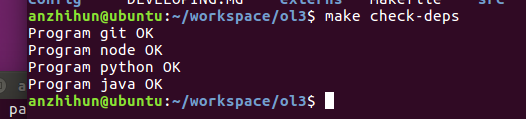 config DEVELOPING.MD externs Makefile src
anzhihun@ubuntu:~/workspace/ol3$ make check-deps
Program git OK
Program node OK
Program python OK
Program java OK
anzhihun@ubuntu:~/workspace/ol3$
pa